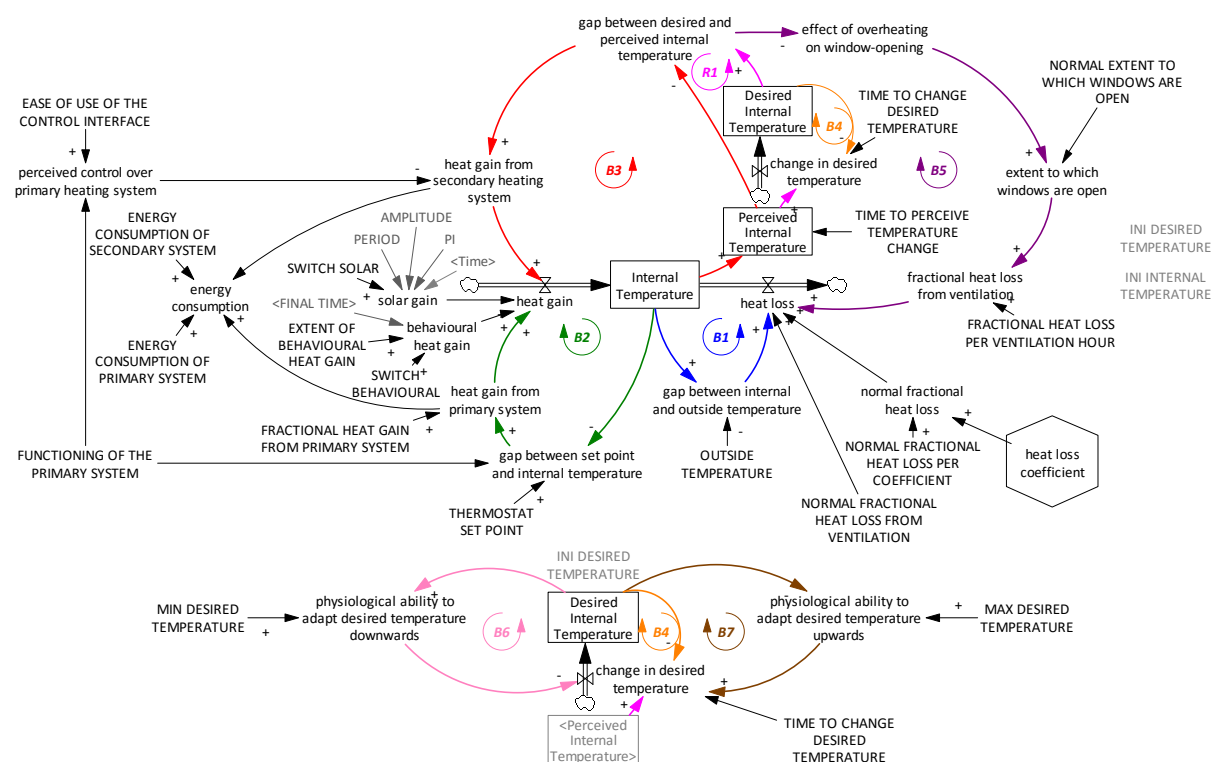 gap between desired and
perceived internal
temperature
effect of overheating
on window-opening
-
R1
+
-
NORMAL EXTENT TO
WHICH WINDOWS ARE
OPEN
EASE OF USE OF THE
CONTROL INTERFACE
Desired
Internal
Temperature
B4
-
TIME TO CHANGE
DESIRED
TEMPERATURE
+
perceived control over
primary heating system
-
+
heat gain from
secondary heating
system
B3
change in desired
temperature
B5
+
extent to which
windows are open
ENERGY
CONSUMPTION OF
SECONDARY SYSTEM
AMPLITUDE
PERIOD
PI
<Time>
+
Perceived
Internal
Temperature
TIME TO PERCEIVE
TEMPERATURE
CHANGE
INI DESIRED
TEMPERATURE
SWITCH SOLAR
+
+
+
+
+
energy
consumption
+
solar gain
heat gain
Internal
Temperature
heat loss
+
fractional heat loss
from ventilation
INI INTERNAL
TEMPERATURE
<FINAL TIME>
+
+
+
+
+
+
+
+
EXTENT OF
BEHAVIOURAL
HEAT GAIN
+
behavioural
heat gain
B2
B1
FRACTIONAL HEAT LOSS
PER VENTILATION HOUR
ENERGY
CONSUMPTION OF
PRIMARY SYSTEM
SWITCH
BEHAVIOURAL
+
+
heat gain from
primary system
gap between internal
and outside temperature
normal fractional
heat loss
FRACTIONAL HEAT GAIN
FROM PRIMARY SYSTEM
+
+
-
-
+
+
FUNCTIONING OF THE
PRIMARY SYSTEM
gap between set point
and internal temperature
OUTSIDE
TEMPERATURE
NORMAL FRACTIONAL
HEAT LOSS PER
COEFFICIENT
heat loss
coefficient
+
THERMOSTAT
SET POINT
NORMAL FRACTIONAL
HEAT LOSS FROM
VENTILATION
INI DESIRED
TEMPERATURE
MIN DESIRED
TEMPERATURE
+
+
physiological ability to
adapt desired temperature
downwards
B6
Desired
Internal
Temperature
B4
-
B7
-
physiological ability to
adapt desired temperature
upwards
+
MAX DESIRED
TEMPERATURE
-
change in desired
temperature
+
+
<Perceived
Internal
Temperature>
TIME TO CHANGE
DESIRED
TEMPERATURE